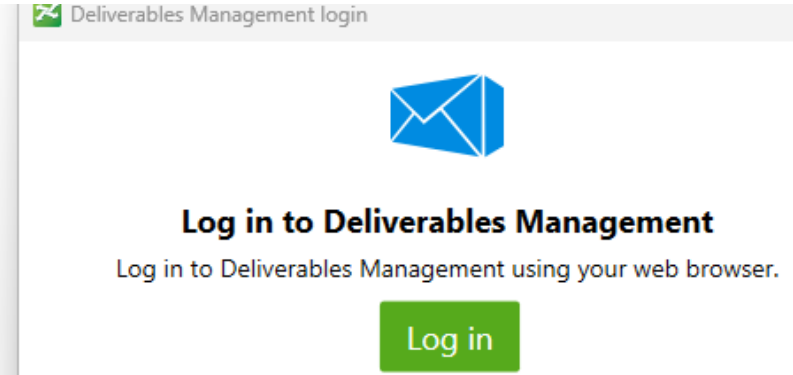 Deliverables Management login
Log in to Deliverables Management
Log in to Deliverables Management using your web browser.
Log in